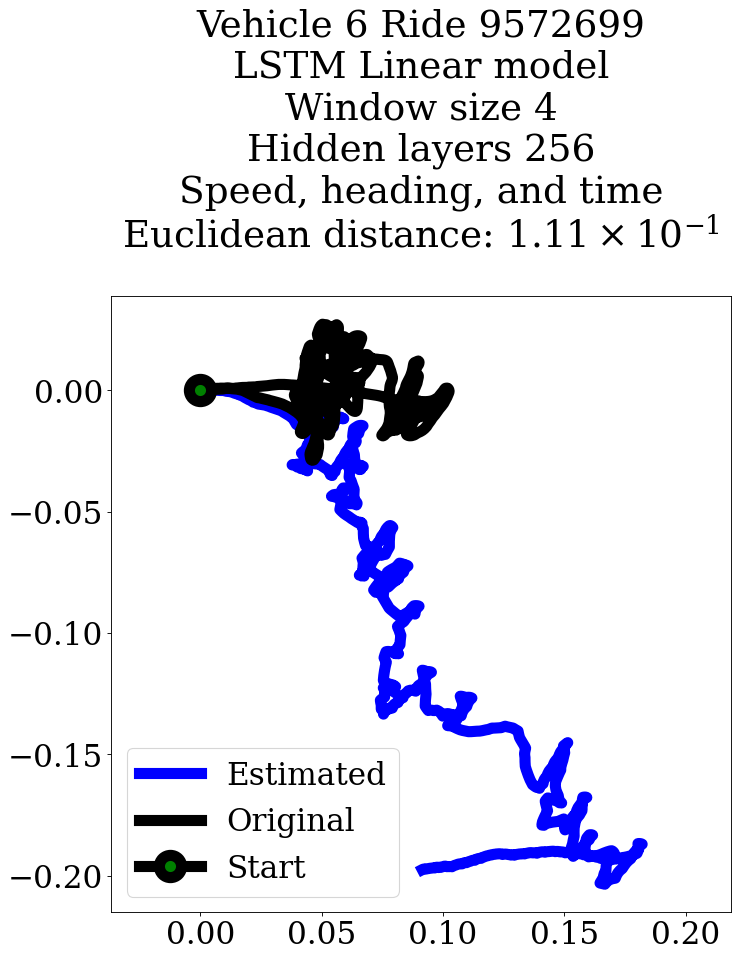 Vehicle 6 Ride 9572699
LSTM Linear model
Window size 4
Hidden layers 256
Speed, heading, and time
Euclidean distance: 1.11 × 10⁻¹
0.00
−0.05
−0.10
−0.15
−0.20
Estimated
Original
Start
0.00 0.05 0.10 0.15 0.20